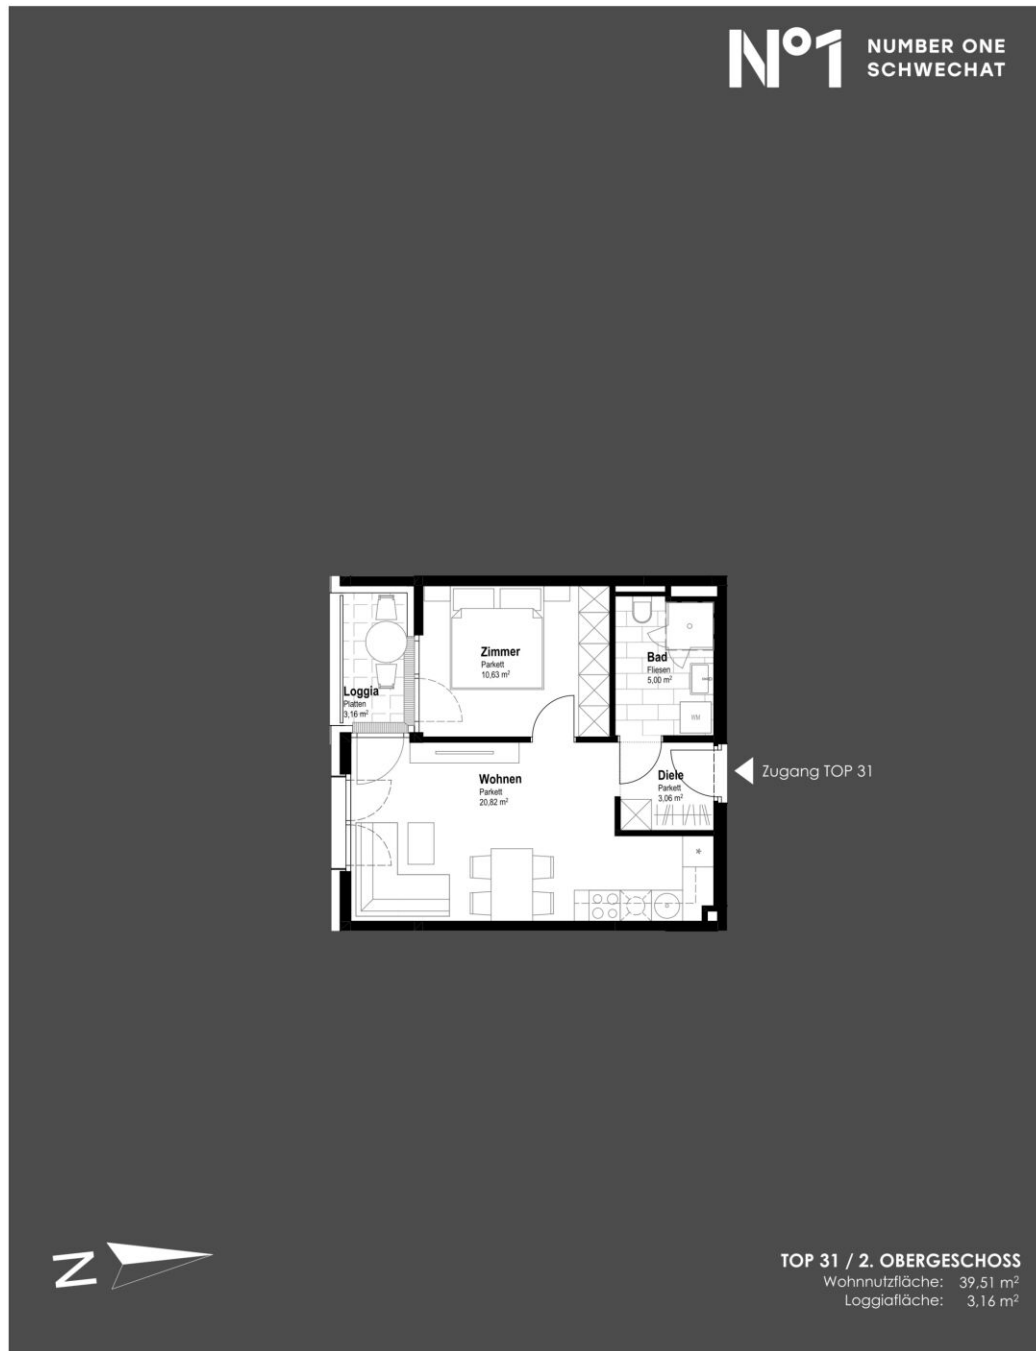 Nº1 NUMBER ONE
SCHWECHAT
Zimmer
Parkett
10,63 m²
Bad
Fliesen
5,00 m²
Loggia
Platten
3,16 m²
WM
Wohnen
Parkett
20,82 m²
Diele
Parkett
3,06 m²
Zugang TOP 31
*
N
TOP 31 / 2. OBERGESCHOSS
Wohnnutzfläche: 39,51 m²
Loggiafläche: 3,16 m²